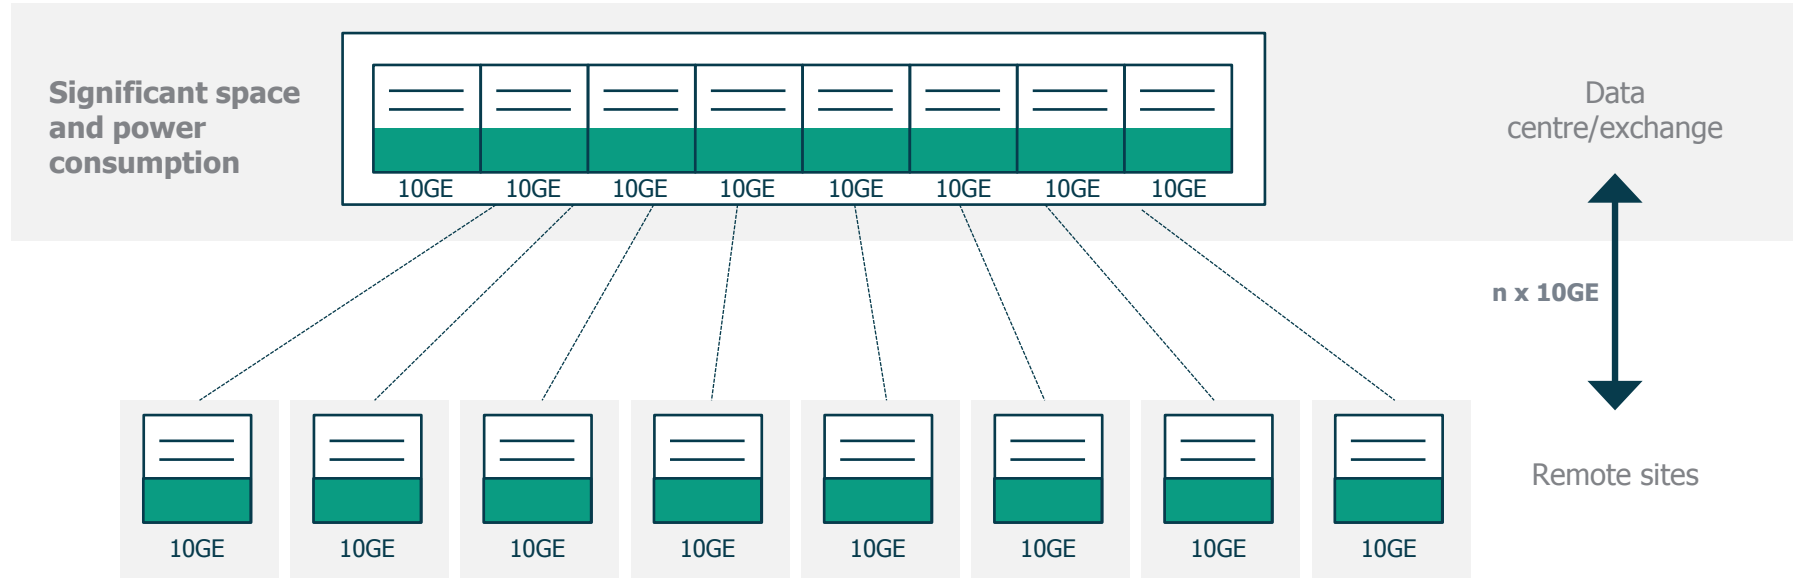 Significant space
and power
consumption
10GE 10GE 10GE 10GE 10GE 10GE 10GE 10GE
Data
centre/exchange
n x 10GE
Remote sites
10GE 10GE 10GE 10GE 10GE 10GE 10GE 10GE